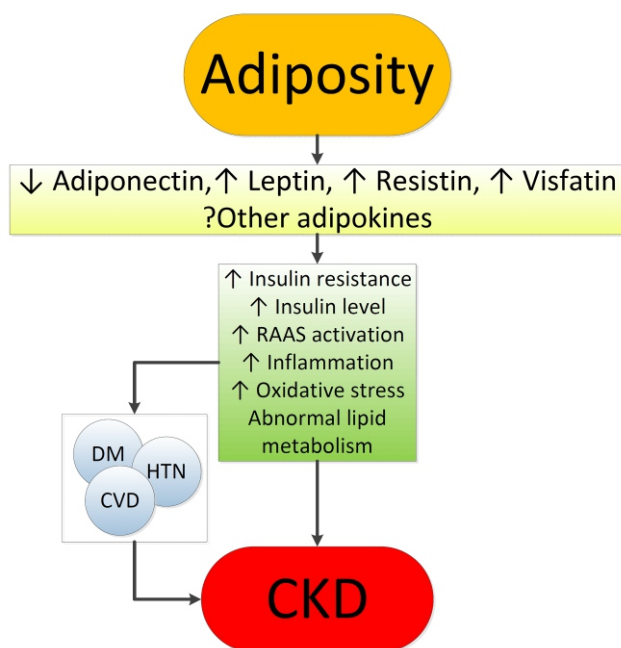 Adiposity
↓ Adiponectin,↑ Leptin, ↑ Resistin, ↑ Visfatin
?Other adipokines
↑ Insulin resistance
↑ Insulin level
↑ RAAS activation
↑ Inflammation
↑ Oxidative stress
Abnormal lipid
metabolism
DM
HTN
CVD
CKD